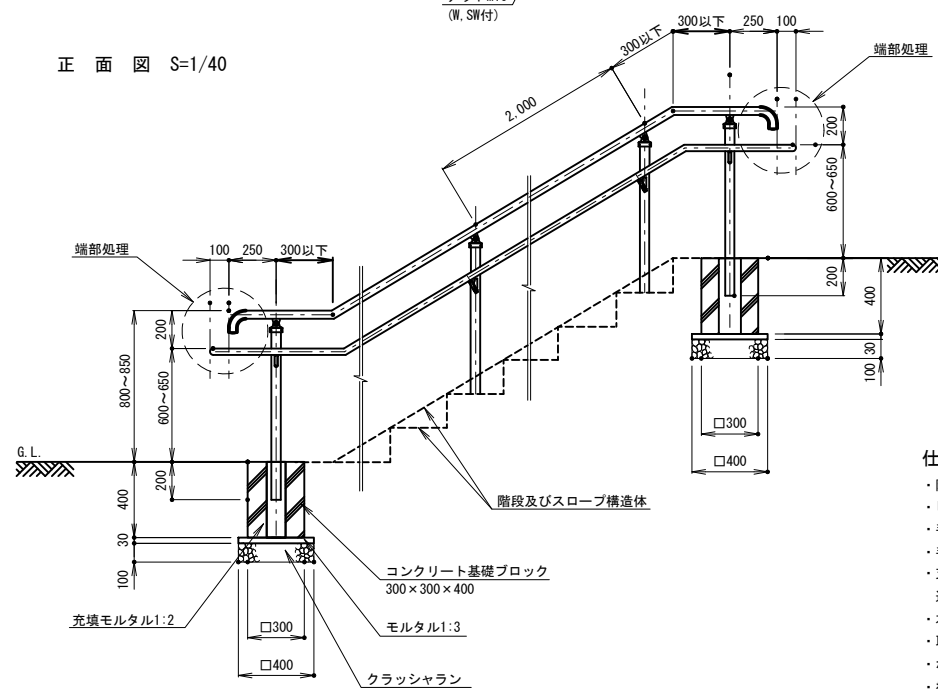 (W, SW付)
正 面 図 S=1/40
300以下
250
100
300以下
2,000
端部処理
200
600~650
200
400
30
100
□300
□400
端部処理
100
250
300以下
200
800~850
600~650
G.L.
200
400
30
100
階段及びスロープ構造体
コンクリート基礎ブロック
300×300×400
充填モルタル1:2
□300
モルタル1:3
□400
クラッシャラン
仕